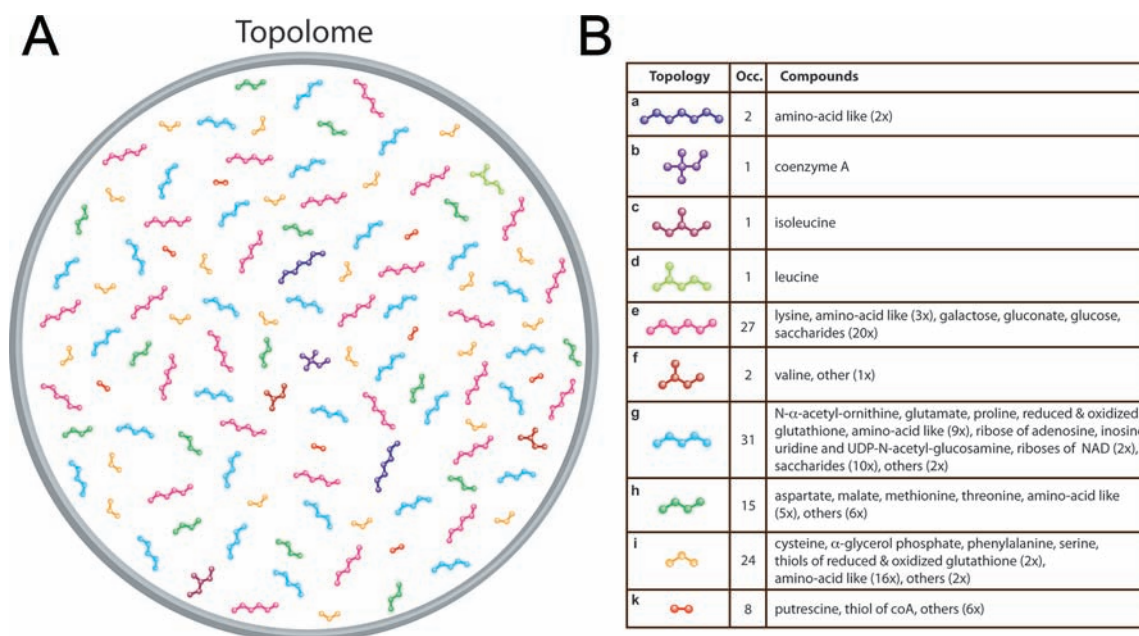 A
Topolome
B
Topology Occ. Compounds
a 2 amino-acid like (2x)
b 1 coenzyme A
c 1 isoleucine
d 1 leucine
e 27 lysine, amino-acid like (3x), galactose, gluconate, glucose,
saccharides (20x)
f 2 valine, other (1x)
g 31 N-α-acetyl-ornithine, glutamate, proline, reduced & oxidized
glutathione, amino-acid like (9x), ribose of adenosine, inosine
uridine and UDP-N-acetyl-glucosamine, riboses of NAD (2x),
saccharides (10x), others (2x)
h 15 aspartate, malate, methionine, threonine, amino-acid like
(5x), others (6x)
i 24 cysteine, α-glycerol phosphate, phenylalanine, serine,
thiols of reduced & oxidized glutathione (2x),
amino-acid like (16x), others (2x)
k 8 putrescine, thiol of coA, others (6x)